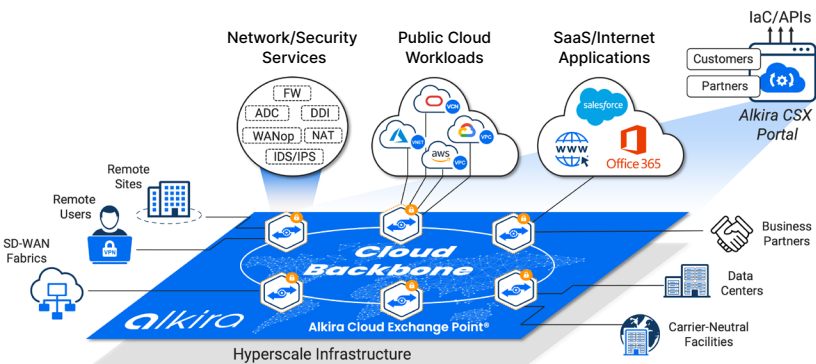 IaC/APIs
Network/Security
Services
Public Cloud
Workloads
SaaS/Internet
Applications
Customers
Partners
Alkira CSX
Portal
FW
ADC
DDI
WANop
NAT
IDS/IPS
VCN
VNET
VPC
aws
VPC
salesforce
www
Office 365
Remote
Sites
Remote
Users
VPN
SD-WAN
Fabrics
Business
Partners
Data
Centers
Carrier-Neutral
Facilities
Cloud
Backbone
alkira
Alkira Cloud Exchange Point®
Hyperscale Infrastructure